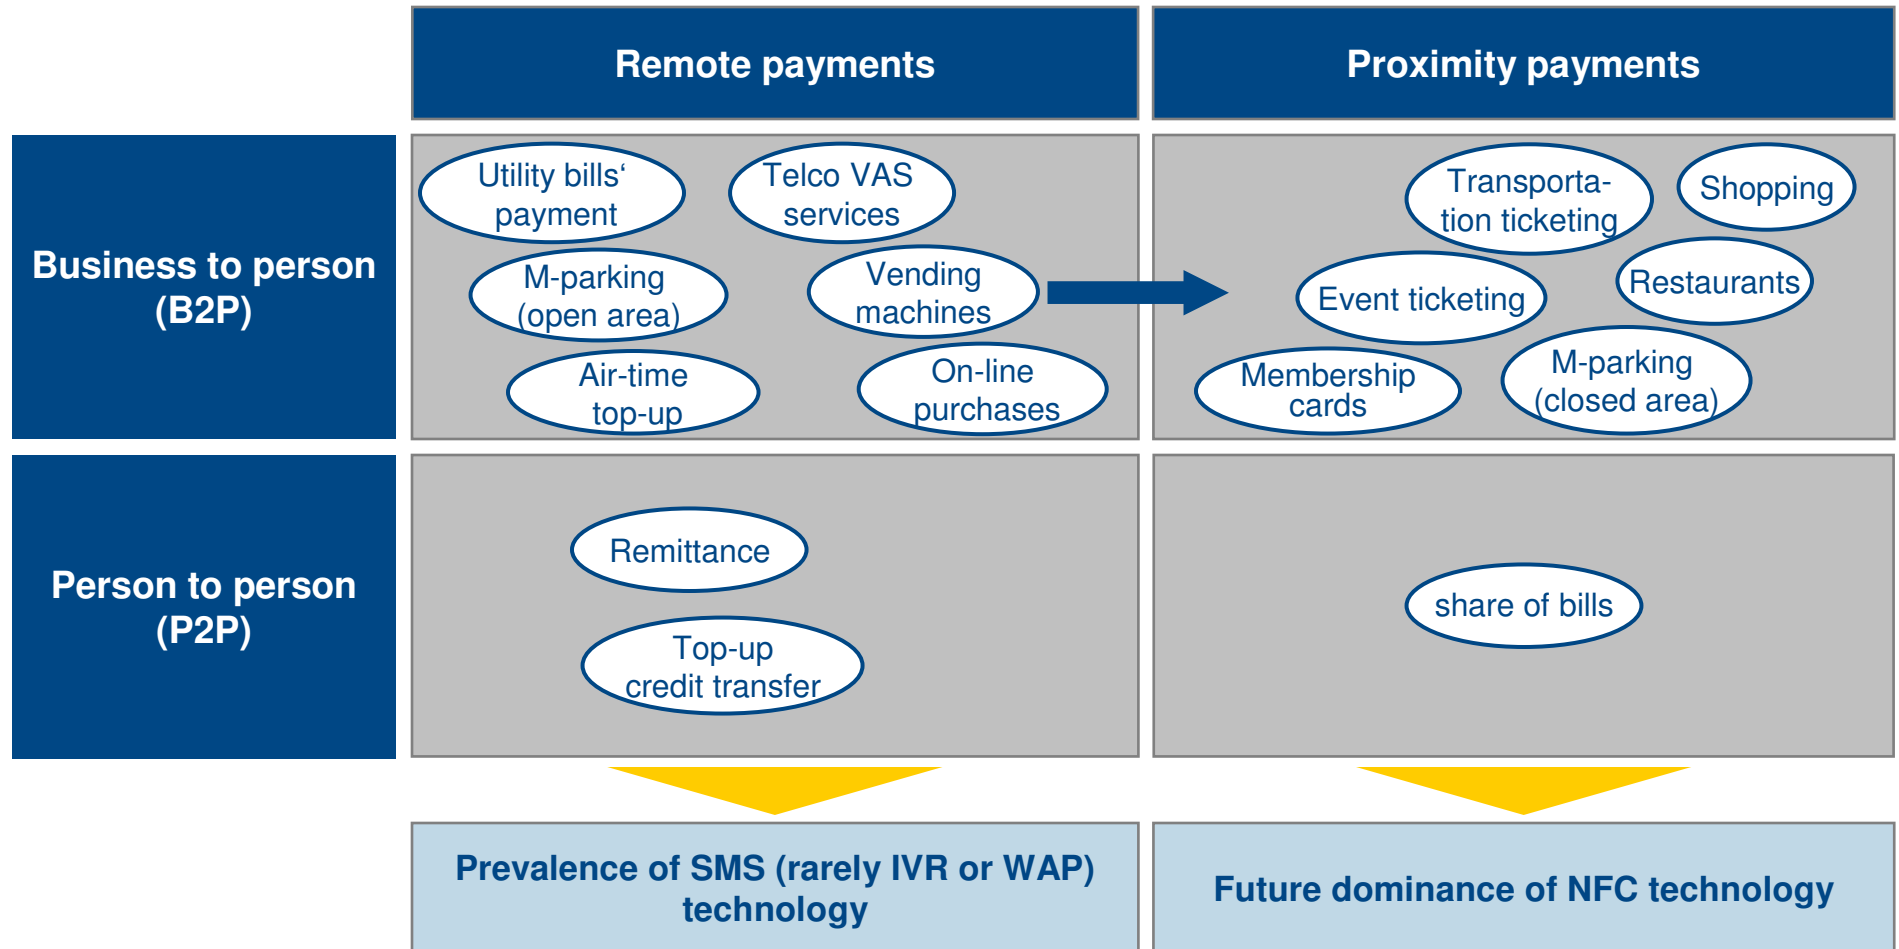 Remote payments
Proximity payments
Business to person
(B2P)
Utility bills‘
payment
Telco VAS
services
M-parking
(open area)
Vending
machines
Air-time
top-up
On-line
purchases
Transporta-
tion ticketing
Shopping
Event ticketing
Restaurants
Membership
cards
M-parking
(closed area)
Person to person
(P2P)
Remittance
Top-up
credit transfer
share of bills
Prevalence of SMS (rarely IVR or WAP)
technology
Future dominance of NFC technology